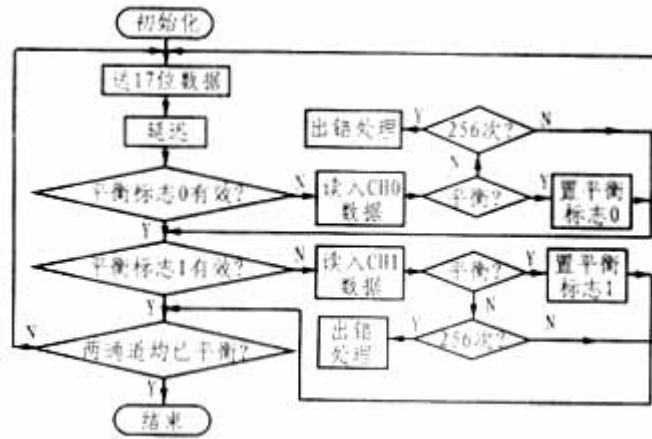 初始化
送17位数据
延迟
出错处理
Y
256次?
N
N
平衡标志0有效?
N
读入CH0
数据
平衡?
Y
置平衡
标志0
Y
平衡标志1有效?
N
读入CH1
数据
平衡?
Y
置平衡
标志1
Y
N
N
两通道均已平衡?
出错
处理
Y
256次?
N
Y
结束